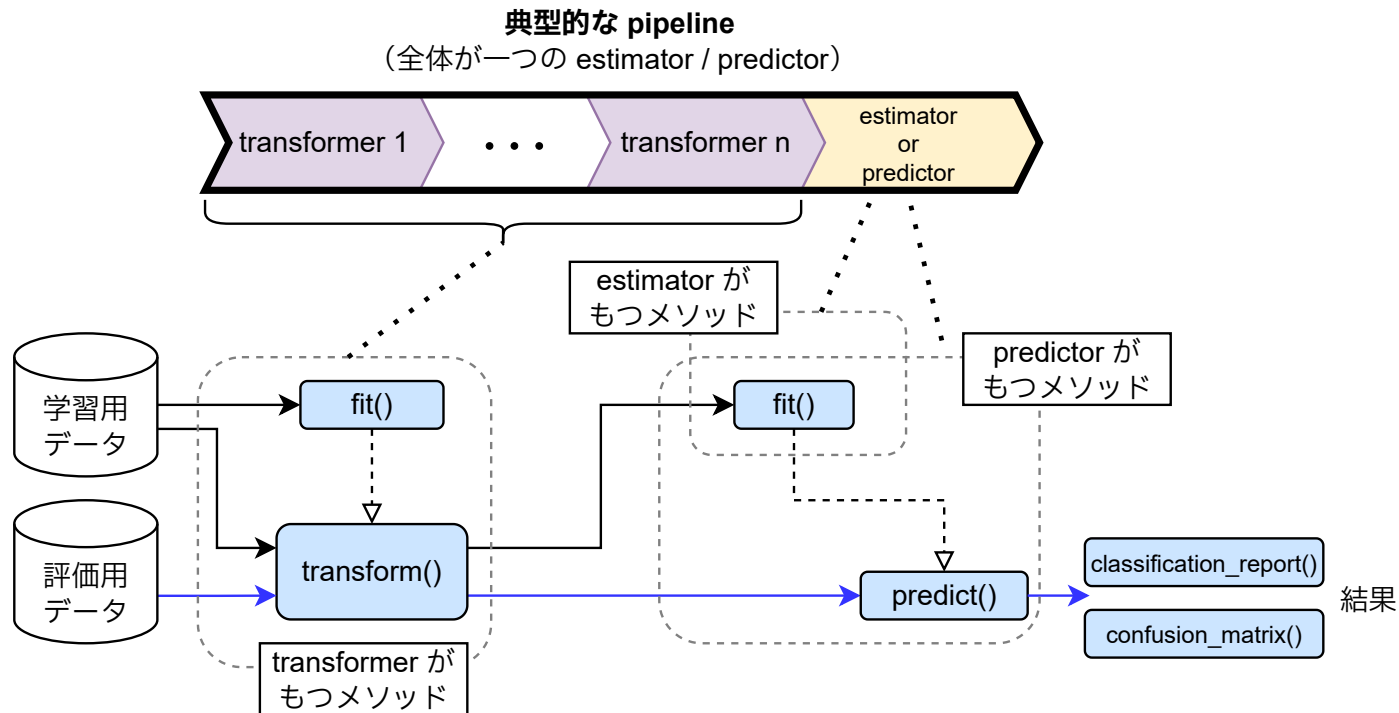 典型的な pipeline
（全体が一つの estimator / predictor）
transformer 1
• • •
transformer n
estimator
or
predictor
estimator が
もつメソッド
predictor が
もつメソッド
学習用
データ
fit()
fit()
評価用
データ
transform()
predict()
classification_report()
confusion_matrix()
結果
transformer が
もつメソッド